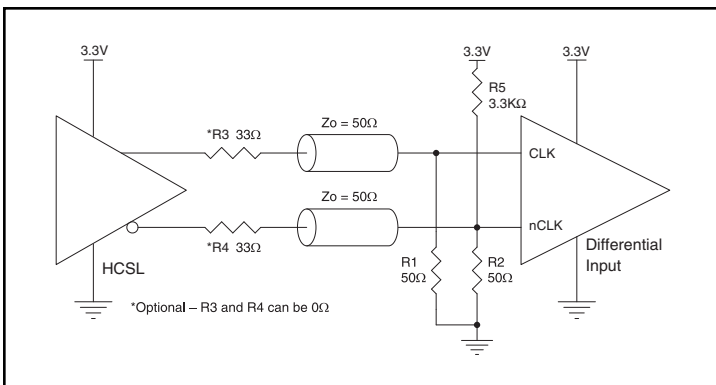 3.3V
3.3V
3.3V
R5
3.3KΩ
*R3 33Ω
Zo = 50Ω
CLK
Zo = 50Ω
nCLK
*R4 33Ω
HCSL
R1
50Ω
R2
50Ω
Differential
Input
*Optional – R3 and R4 can be 0Ω